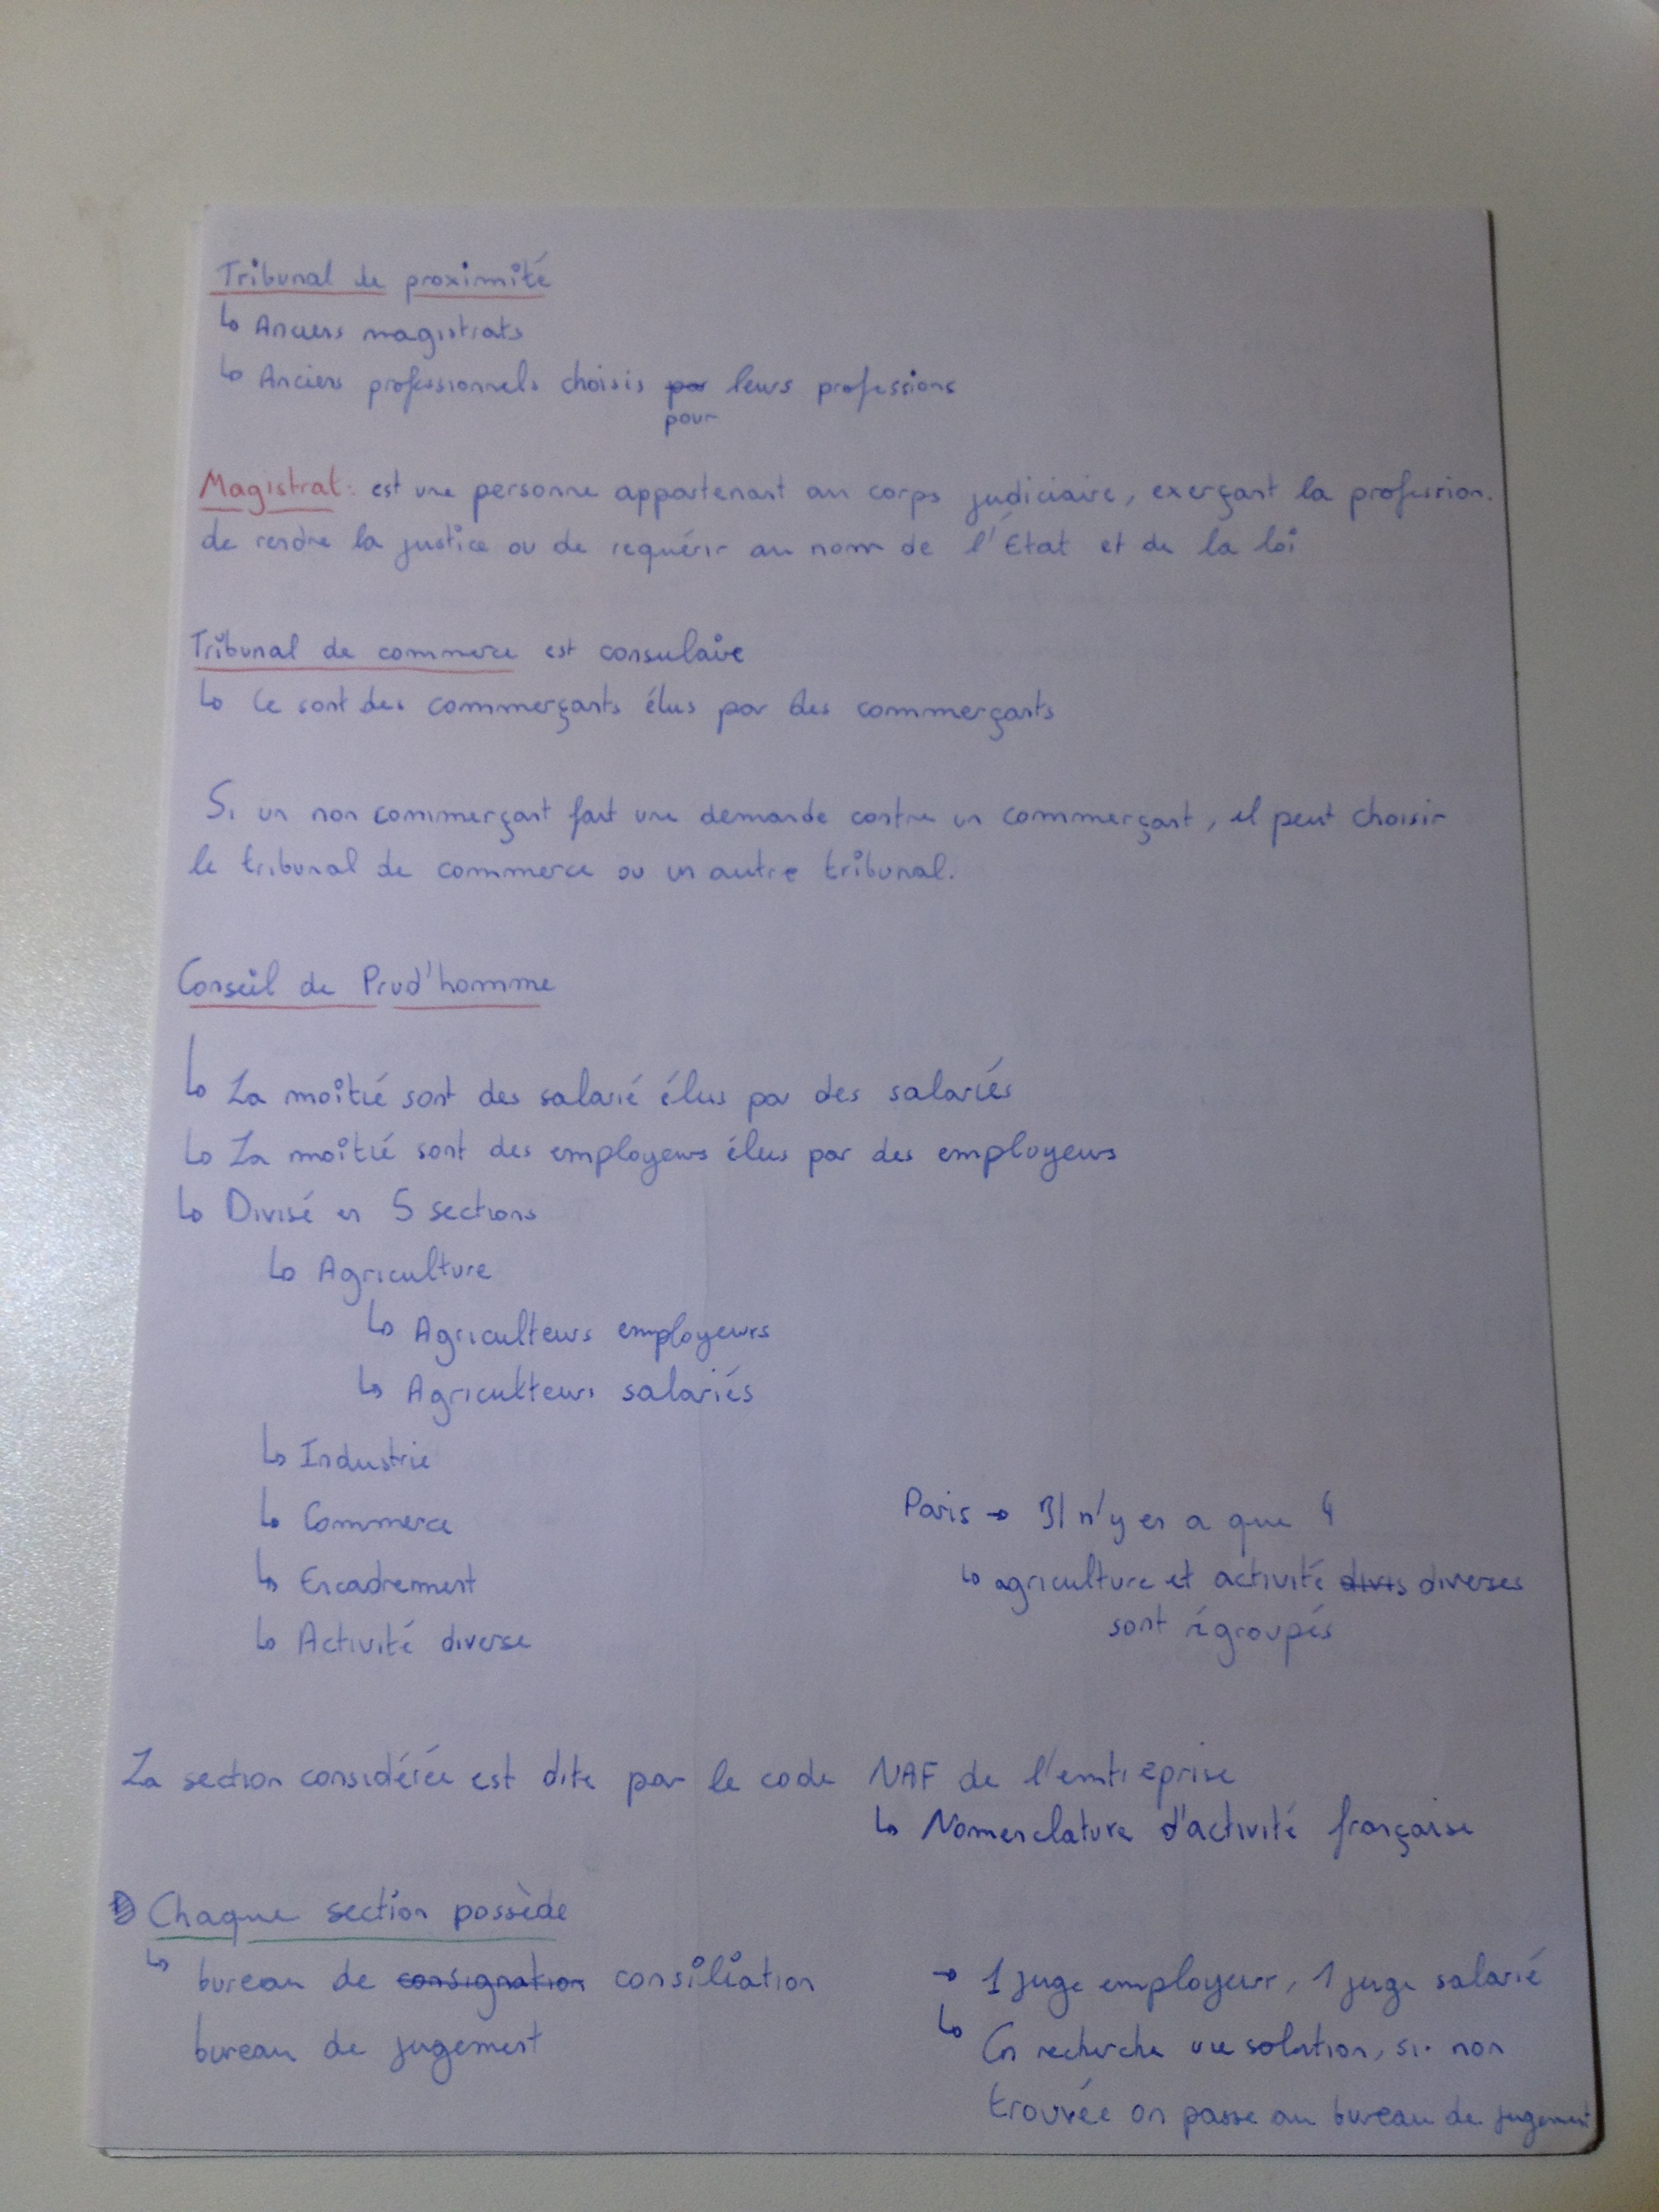 Tribunal de proximité
↳ Anciens magistrats
↳ Anciens professionnels choisis ~~par~~ leurs professions
pour
Magistrat : est une personne appartenant au corps judiciaire, exerçant la profession.
de rendre la justice ou de requérir au nom de l'État et de la loi
Tribunal de commerce est consulaire
↳ Ce sont des commerçants élus par des commerçants
Si un non commerçant fait une demande contre un commerçant, il peut choisir
le tribunal de commerce ou un autre tribunal.
Conseil de Prud'homme
↳ La moitié sont des salarié élus par des salariés
↳ La moitié sont des employeurs élus par des employeurs
↳ Divisé en 5 sections
↳ Agriculture
↳ Agriculteurs employeurs
↳ Agriculteurs salariés
↳ Industrie
↳ Commerce
↳ Encadrement
↳ Activité diverse
Paris → Il n'y en a que 4
↳ agriculture et activité ~~divis~~ diverses
sont régroupés
La section considérée est dite par le code NAF de l'entreprise
↳ Nomenclature d'activité française
Chaque section possède
↳ bureau de ~~consignation~~ consiliation
bureau de jugement
→ 1 juge employeur, 1 juge salarié
↳ On recherche une solution, si non
trouvée on passe au bureau de jugement